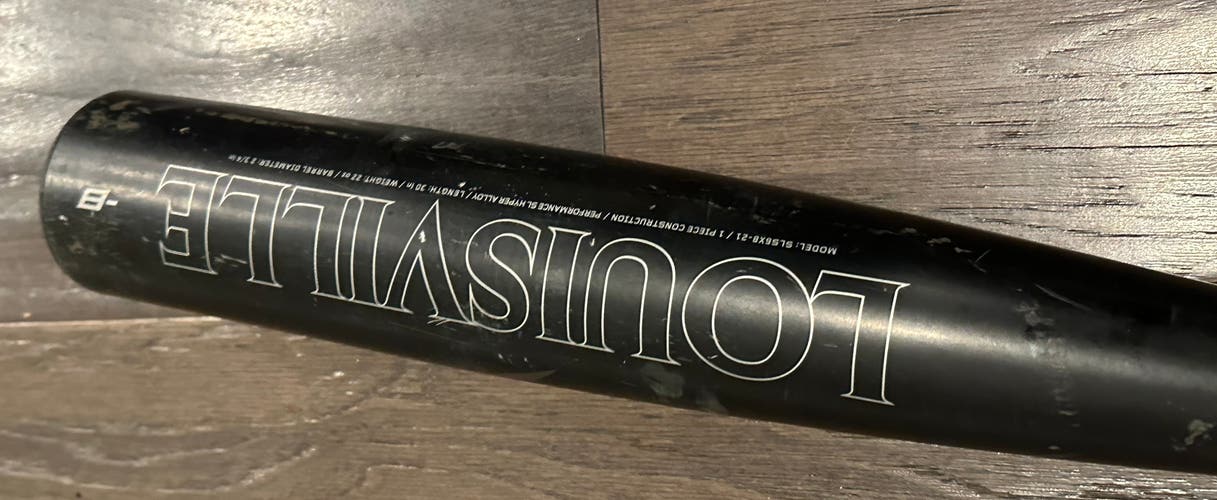 MODEL: SLS6X8-21 / 1 PIECE CONSTRUCTION / PERFORMANCE SL HYPER ALLOY / LENGTH: 30 in / WEIGHT: 22 oz / BARREL DIAMETER: 2 3/4 in
LOUISVILLE
-8